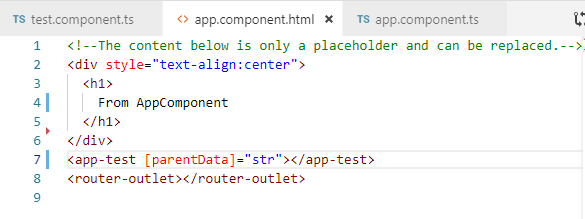 TS test.component.ts <> app.component.html × TS app.component.ts
1 <!--The content below is only a placeholder and can be replaced.-->
2 <div style="text-align:center">
3 <h1>
4 From AppComponent
5 </h1>
6 </div>
7 <app-test [parentData]="str"></app-test>
8 <router-outlet></router-outlet>